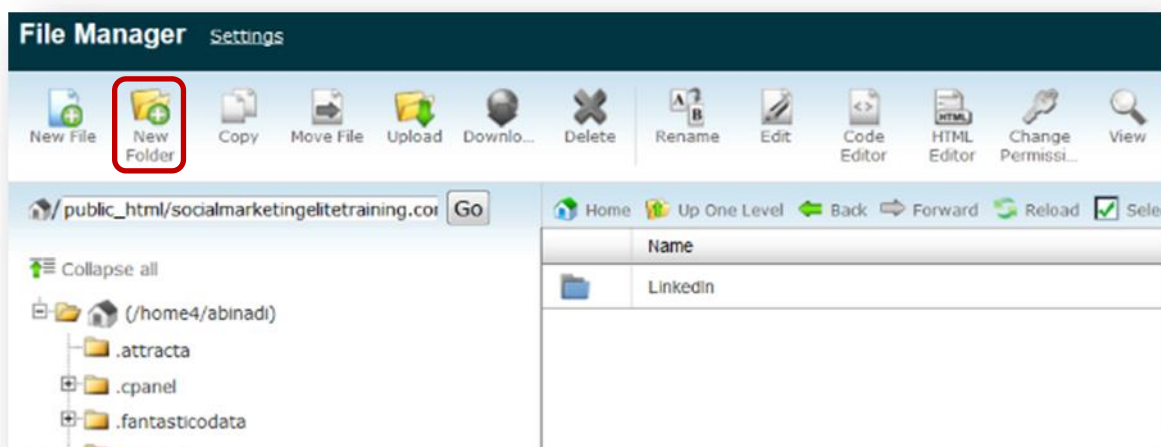 File Manager Settings
New File
New Folder
Copy
Move File
Upload
Downlo...
Delete
Rename
Edit
Code Editor
HTML Editor
Change Permissi...
View
/ public_html/socialmarketingelitetraining.co Go
Home Up One Level Back Forward Reload Sele
Name
Collapse all
LinkedIn
(/home4/abinadi)
.attracta
.cpanel
.fantasticodata